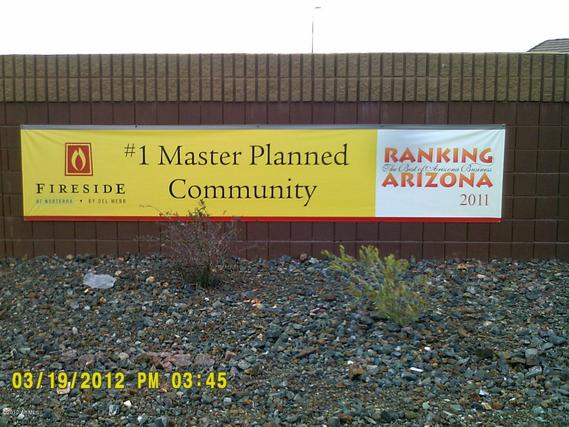 FIRESIDE
AT NORTERRA • BY DEL WEBB
#1 Master Planned
Community
RANKING
The Best of Arizona Business
ARIZONA
2011
03/19/2012 PM 03:45